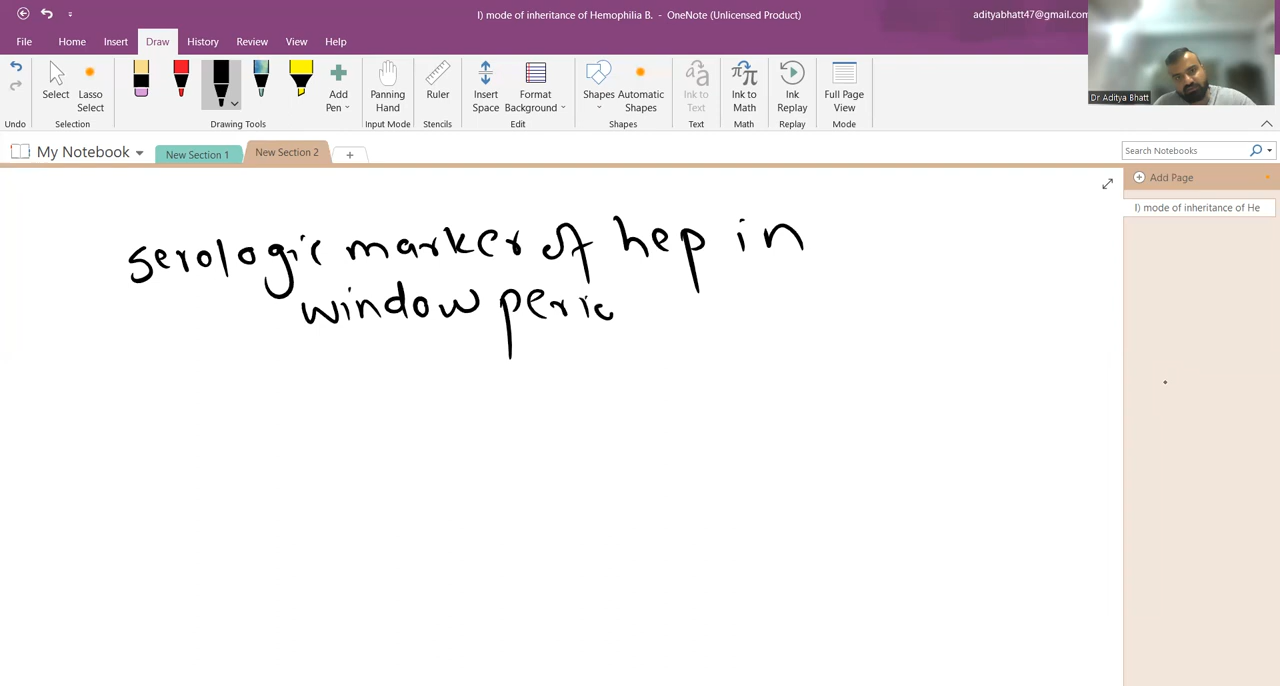 I) mode of inheritance of Hemophilia B. - OneNote (Unlicensed Product)
adityabhatt47@gmail.com
File Home Insert Draw History Review View Help
Select
Lasso Select
Add Pen
Panning Hand
Ruler
Insert Space
Format Background
Shapes
Automatic Shapes
Ink to Text
Ink to Math
Ink Replay
Full Page View
Dr Aditya Bhatt
Undo Selection Drawing Tools Input Mode Stencils Edit Shapes Text Math Replay Mode
My Notebook New Section 1 New Section 2
Search Notebooks
Add Page
I) mode of inheritance of He
serologic marker of hep in
window peric